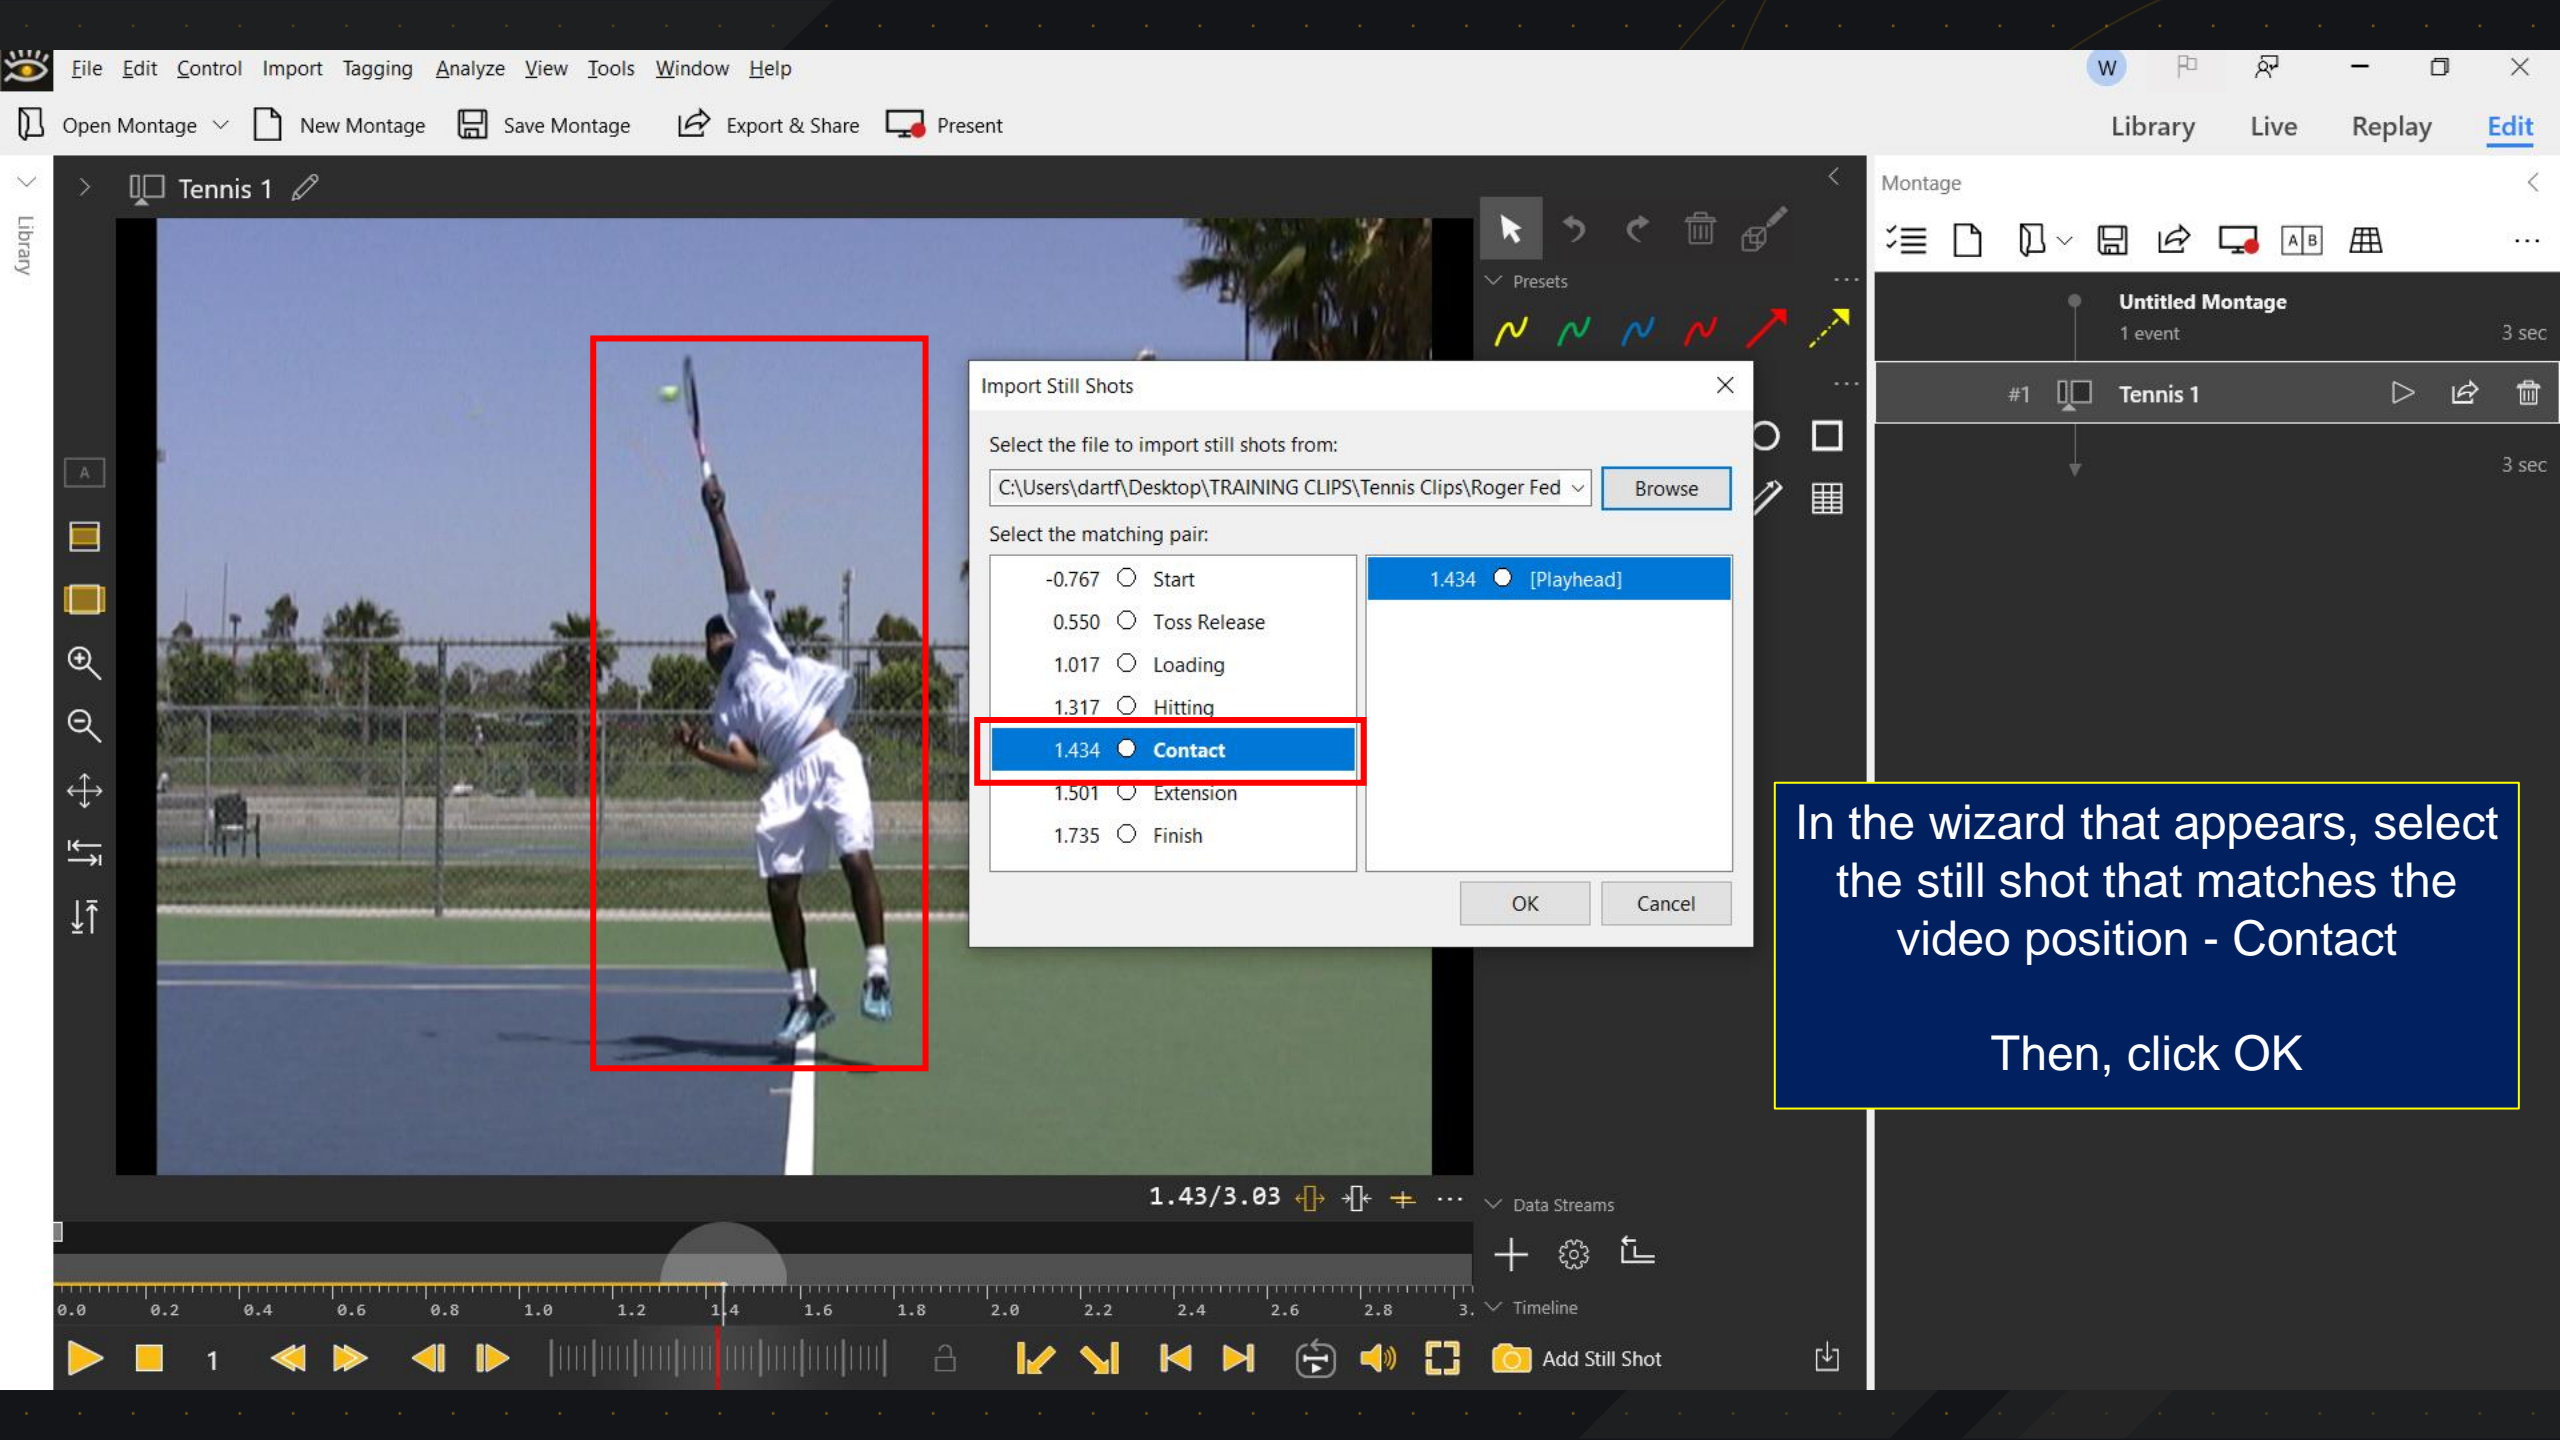 File Edit Control Import Tagging Analyze View Tools Window Help
W
Open Montage New Montage Save Montage Export & Share Present
Library Live Replay Edit
Library
Tennis 1
Montage
A B
Presets
Untitled Montage
1 event 3 sec
#1 Tennis 1
3 sec
A
Import Still Shots
Select the file to import still shots from:
C:\Users\dartf\Desktop\TRAINING CLIPS\Tennis Clips\Roger Fed Browse
Select the matching pair:
-0.767 Start
0.550 Toss Release
1.017 Loading
1.317 Hitting
1.434 Contact
1.501 Extension
1.735 Finish
1.434 [Playhead]
OK Cancel
In the wizard that appears, select
the still shot that matches the
video position - Contact
Then, click OK
1.43/3.03
Data Streams
0.0 0.2 0.4 0.6 0.8 1.0 1.2 1.4 1.6 1.8 2.0 2.2 2.4 2.6 2.8 3.
Timeline
1
Add Still Shot